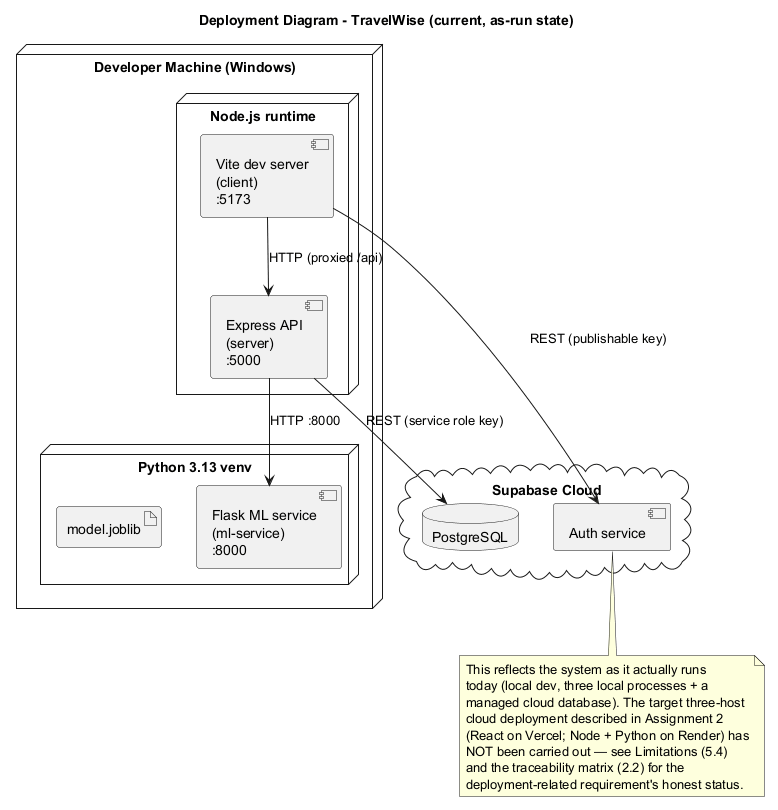 Deployment Diagram - TravelWise (current, as-run state)
Developer Machine (Windows)
Node.js runtime
Vite dev server
(client)
:5173
HTTP (proxied /api)
Express API
(server)
:5000
REST (publishable key)
HTTP :8000
REST (service role key)
Python 3.13 venv
model.joblib
Flask ML service
(ml-service)
:8000
Supabase Cloud
PostgreSQL
Auth service
This reflects the system as it actually runs
today (local dev, three local processes + a
managed cloud database). The target three-host
cloud deployment described in Assignment 2
(React on Vercel; Node + Python on Render) has
NOT been carried out — see Limitations (5.4)
and the traceability matrix (2.2) for the
deployment-related requirement's honest status.